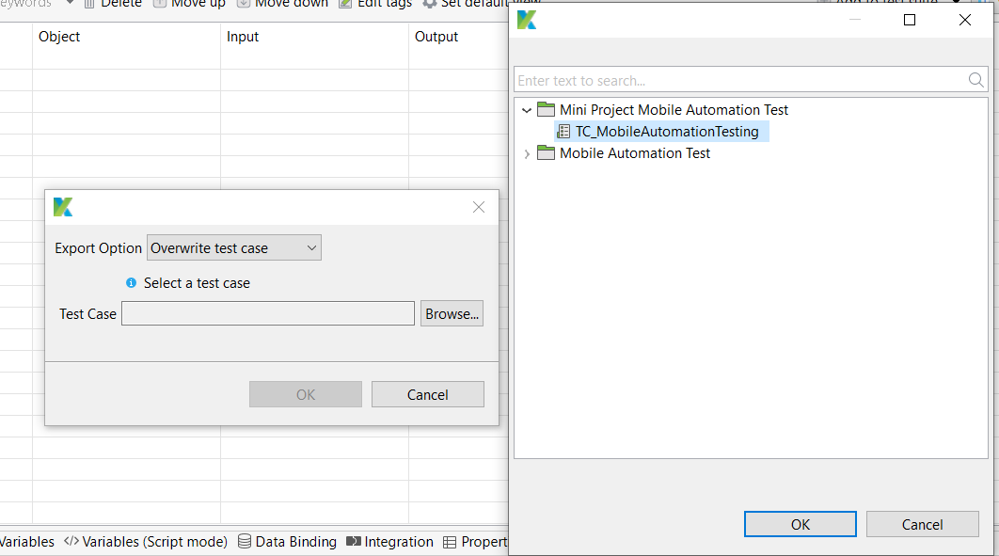 Delete Move up Move down Edit tags Set default view
Object Input Output
Export Option Overwrite test case
Select a test case
Test Case Browse...
OK Cancel
Variables </> Variables (Script mode) Data Binding Integration Propert
Enter text to search...
Mini Project Mobile Automation Test
TC_MobileAutomationTesting
Mobile Automation Test
OK Cancel